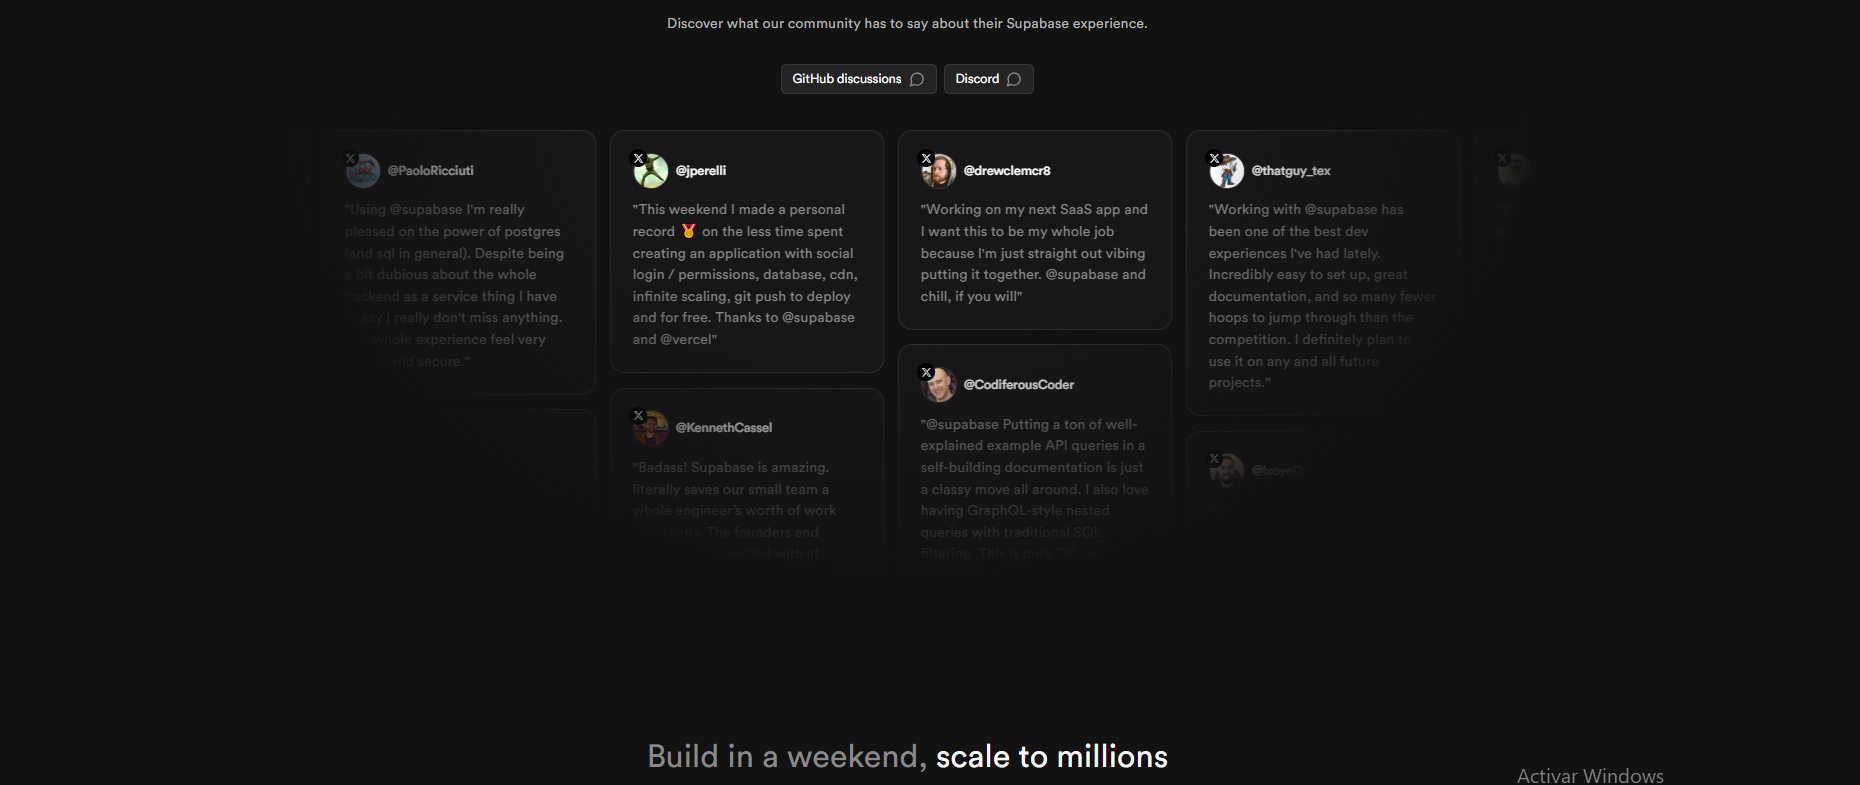 Discover what our community has to say about their Supabase experience.
GitHub discussions
Discord
@PaoloRicciuti
"Using @supabase I'm really
pleased on the power of postgres
(and sql in general). Despite being
a bit dubious about the whole
backend as a service thing I have
say I really don't miss anything.
whole experience feel very
and secure."
@jperelli
"This weekend I made a personal
record 🏅 on the less time spent
creating an application with social
login / permissions, database, cdn,
infinite scaling, git push to deploy
and for free. Thanks to @supabase
and @vercel"
@KennethCassel
"Badass! Supabase is amazing.
literally saves our small team a
whole engineer's worth of work
constantly. The founders and
chatted with at
@drewclemcr8
"Working on my next SaaS app and
I want this to be my whole job
because I'm just straight out vibing
putting it together. @supabase and
chill, if you will"
@CodiferousCoder
"@supabase Putting a ton of well-
explained example API queries in a
self-building documentation is just
a classy move all around. I also love
having GraphQL-style nested
queries with traditional SQL
filtering. This is pure DX
@thatguy_tex
"Working with @supabase has
been one of the best dev
experiences I've had lately.
Incredibly easy to set up, great
documentation, and so many fewer
hoops to jump through than the
competition. I definitely plan to
use it on any and all future
projects."
Build in a weekend, scale to millions
Activar Windows